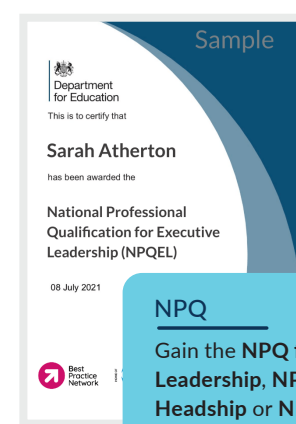 Sample
Department
for Education
This is to certify that
Sarah Atherton
has been awarded the
National Professional
Qualification for Executive
Leadership (NPQEL)
08 July 2021
NPQ
Gain the NPQ
Leadership,
Headship or
Best
Practice
Network